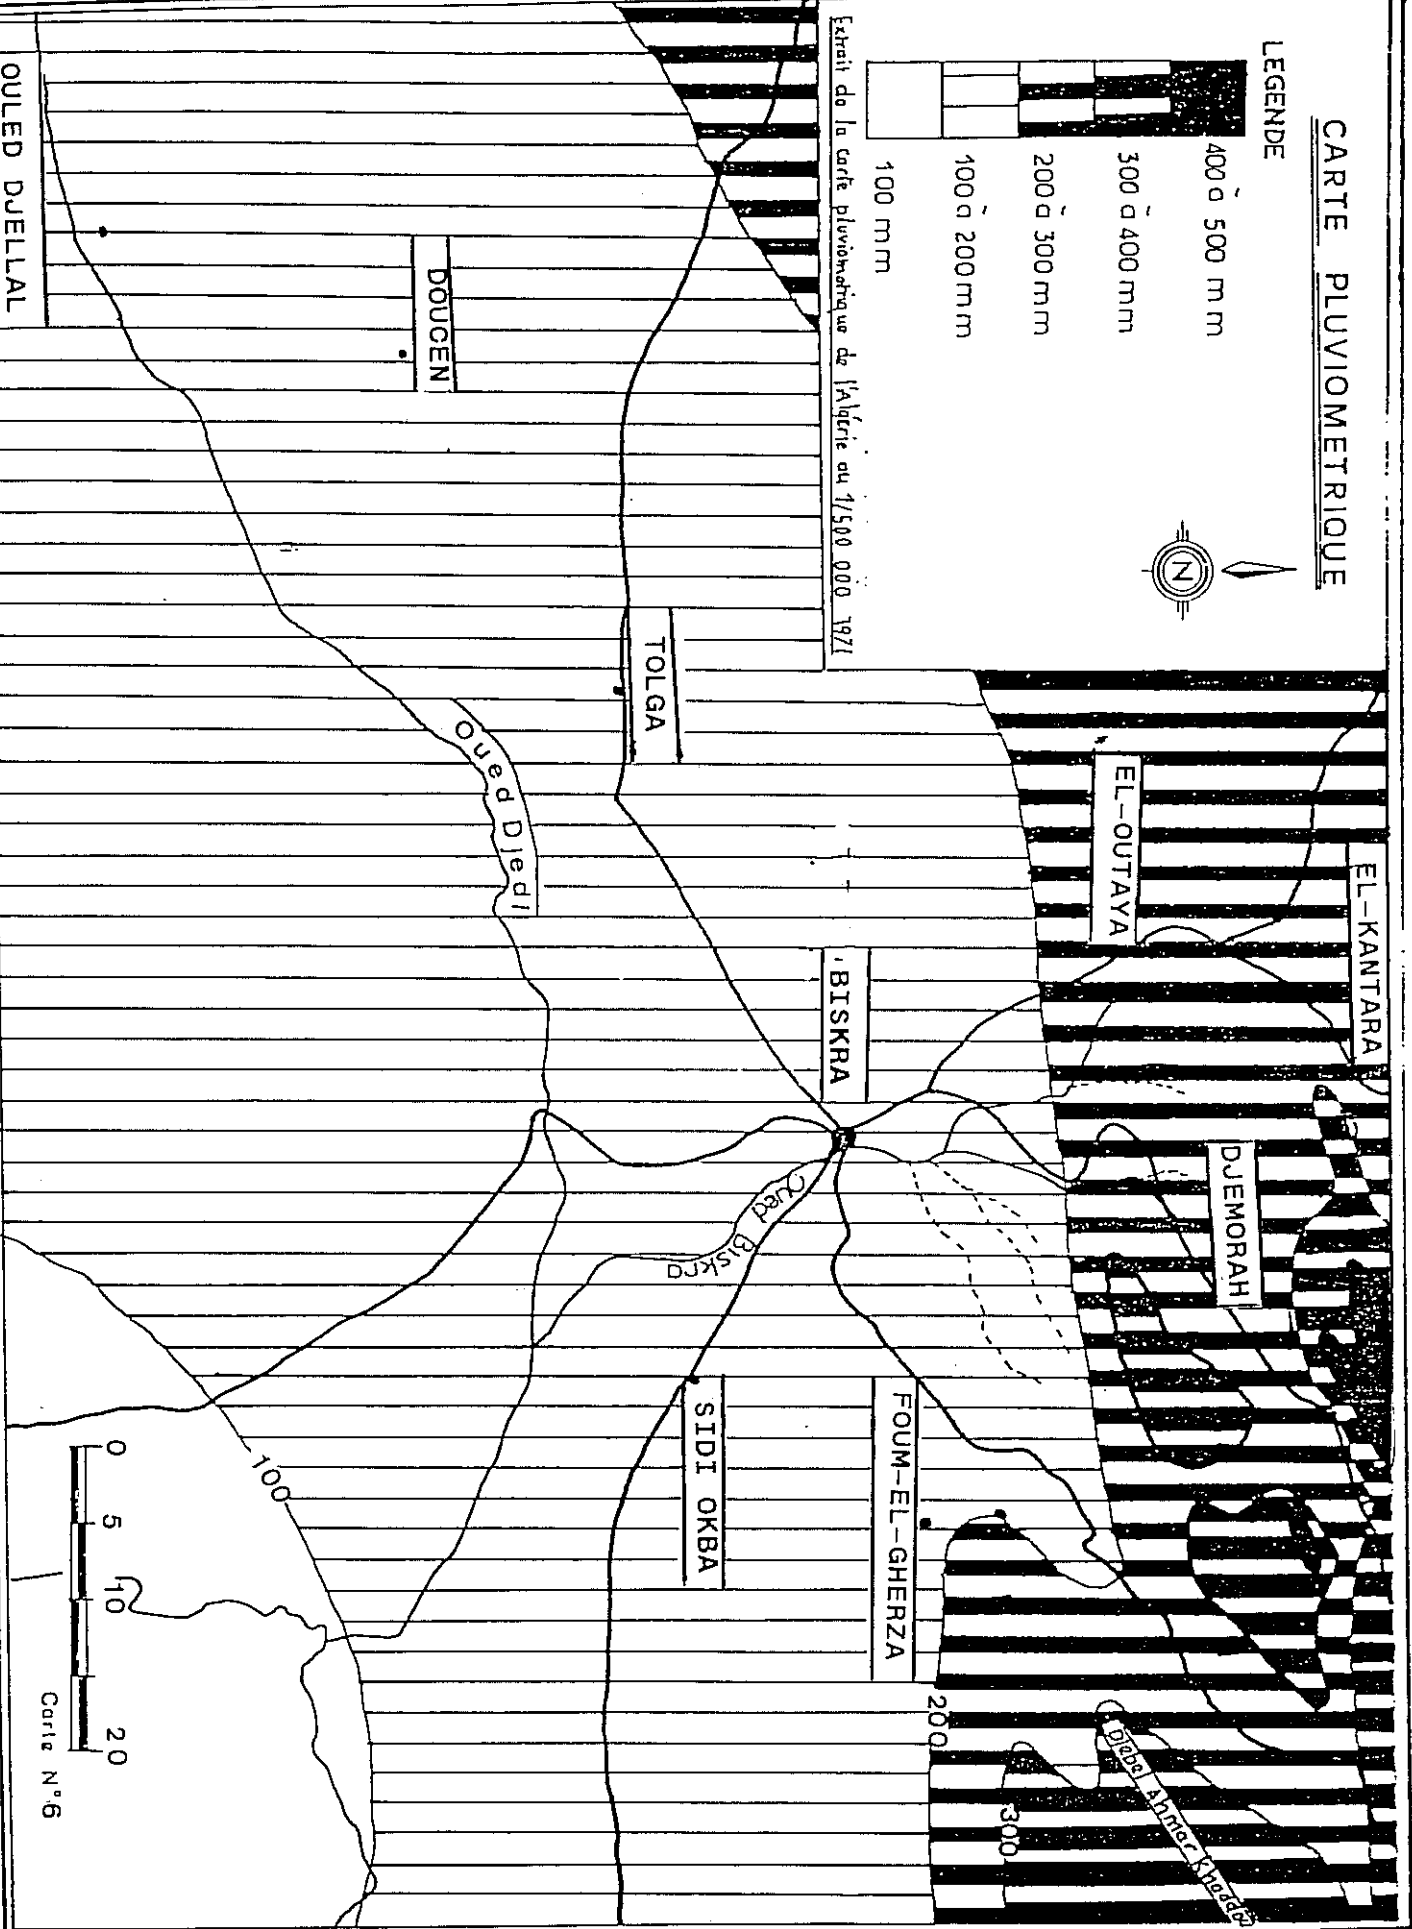 CARTE PLUVIOMETRIQUE
LEGENDE
400 à 500 mm
300 à 400 mm
200 à 300 mm
100 à 200 mm
100 mm
N
Extrait de la carte pluviométrique de l'Algérie au 1/500 000 1971
EL-KANTARA
EL-OUTAYA
DJEMORAH
Djebel Ahmar Khaddou
300
200
BISKRA
FOUM-EL-GHERZA
Oued Biskra
TOLGA
SIDI OKBA
Oued Djedi
DOUCEN
100
OULED DJELLAL
0 5 10 20
Carte N°6